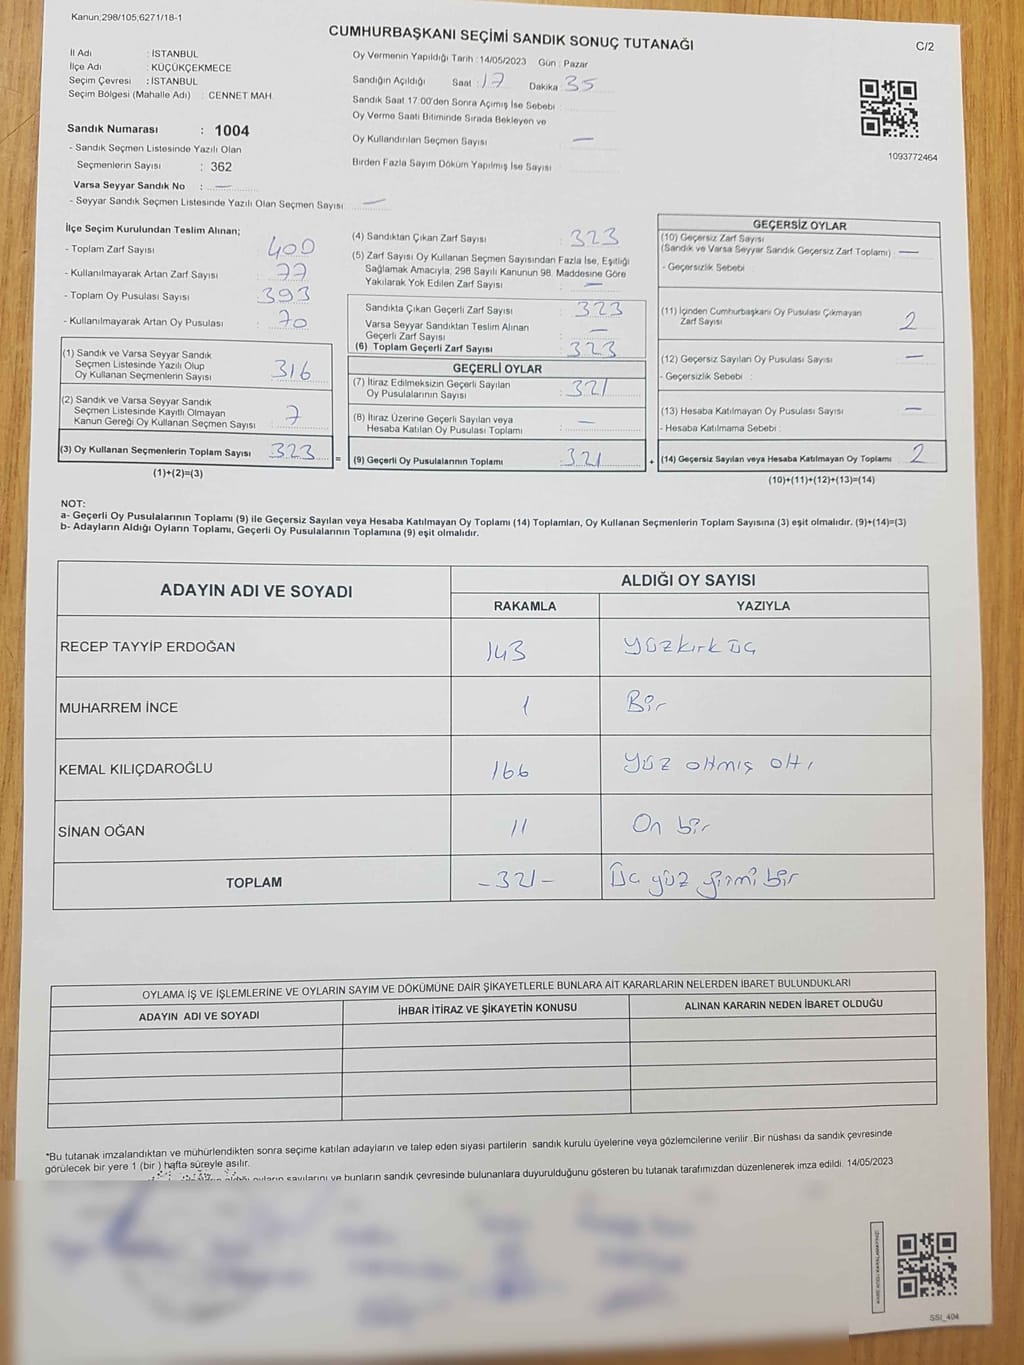 Kanun;298/105,6271/18-1
CUMHURBAŞKANI SEÇİMİ SANDIK SONUÇ TUTANAĞI
C/2
İl Adı : İSTANBUL
İlçe Adı : KÜÇÜKÇEKMECE
Seçim Çevresi : İSTANBUL
Seçim Bölgesi (Mahalle Adı) : CENNET MAH.
Oy Vermenin Yapıldığı Tarih : 14/05/2023 Gün : Pazar
Sandığın Açıldığı Saat : 17 Dakika : 35
Sandık Saat 17:00'den Sonra Açımış İse Sebebi :
Oy Verme Saati Bitiminde Sırada Bekleyen ve
Oy Kullandırılan Seçmen Sayısı : —
Birden Fazla Sayım Döküm Yapılmış İse Sayısı :
1093772464
Sandık Numarası : 1004
- Sandık Seçmen Listesinde Yazılı Olan
Seçmenlerin Sayısı : 362
Varsa Seyyar Sandık No : —
- Seyyar Sandık Seçmen Listesinde Yazılı Olan Seçmen Sayısı: —
İlçe Seçim Kurulundan Teslim Alınan;
- Toplam Zarf Sayısı : 400
- Kullanılmayarak Artan Zarf Sayısı : 77
- Toplam Oy Pusulası Sayısı : 393
- Kullanılmayarak Artan Oy Pusulası : 70
(1) Sandık ve Varsa Seyyar Sandık
Seçmen Listesinde Yazılı Olup
Oy Kullanan Seçmenlerin Sayısı : 316
(2) Sandık ve Varsa Seyyar Sandık
Seçmen Listesinde Kayıtlı Olmayan
Kanun Gereği Oy Kullanan Seçmen Sayısı : 7
(3) Oy Kullanan Seçmenlerin Toplam Sayısı : 323
(1)+(2)=(3)
=
(4) Sandıktan Çıkan Zarf Sayısı : 323
(5) Zarf Sayısı Oy Kullanan Seçmen Sayısından Fazla İse, Eşitliği
Sağlamak Amacıyla, 298 Sayılı Kanunun 98. Maddesine Göre
Yakılarak Yok Edilen Zarf Sayısı : —
Sandıkta Çıkan Geçerli Zarf Sayısı : 323
Varsa Seyyar Sandıktan Teslim Alınan
Geçerli Zarf Sayısı : —
(6) Toplam Geçerli Zarf Sayısı : 323
GEÇERLİ OYLAR
(7) İtiraz Edilmeksizin Geçerli Sayılan
Oy Pusulalarının Sayısı : 321
(8) İtiraz Üzerine Geçerli Sayılan veya
Hesaba Katılan Oy Pusulası Toplamı : —
(9) Geçerli Oy Pusulalarının Toplamı : 321
+
GEÇERSİZ OYLAR
(10) Geçersiz Zarf Sayısı
(Sandık ve Varsa Seyyar Sandık Geçersiz Zarf Toplamı) : —
- Geçersizlik Sebebi :
(11) İçinden Cumhurbaşkanı Oy Pusulası Çıkmayan
Zarf Sayısı : 2
(12) Geçersiz Sayılan Oy Pusulası Sayısı : —
- Geçersizlik Sebebi :
(13) Hesaba Katılmayan Oy Pusulası Sayısı : —
- Hesaba Katılmama Sebebi :
(14) Geçersiz Sayılan veya Hesaba Katılmayan Oy Toplamı : 2
(10)+(11)+(12)+(13)=(14)
NOT:
a- Geçerli Oy Pusulalarının Toplamı (9) ile Geçersiz Sayılan veya Hesaba Katılmayan Oy Toplamı (14) Toplamları, Oy Kullanan Seçmenlerin Toplam Sayısına (3) eşit olmalıdır. (9)+(14)=(3)
b- Adayların Aldığı Oyların Toplamı, Geçerli Oy Pusulalarının Toplamına (9) eşit olmalıdır.
ADAYIN ADI VE SOYADI
ALDIĞI OY SAYISI
RAKAMLA YAZIYLA
RECEP TAYYİP ERDOĞAN 143 Yüzkırk üç
MUHARREM İNCE 1 Bir
KEMAL KILIÇDAROĞLU 166 Yüz altmış altı
SİNAN OĞAN 11 On bir
TOPLAM -321- Üç yüz yirmi bir
OYLAMA İŞ VE İŞLEMLERİNE VE OYLARIN SAYIM VE DÖKÜMÜNE DAİR ŞİKAYETLERLE BUNLARA AİT KARARLARIN NELERDEN İBARET BULUNDUKLARI
ADAYIN ADI VE SOYADI İHBAR İTİRAZ VE ŞİKAYETİN KONUSU ALINAN KARARIN NEDEN İBARET OLDUĞU
*Bu tutanak imzalandıktan ve mühürlendikten sonra seçime katılan adayların ve talep eden siyasi partilerin sandık kurulu üyelerine veya gözlemcilerine verilir. Bir nüshası da sandık çevresinde
görülecek bir yere 1 (bir ) hafta süreyle asılır.
oyların sayılarını ve bunların sandık çevresinde bulunanlara duyurulduğunu gösteren bu tutanak tarafımızdan düzenlenerek imza edildi. 14/05/2023
SSI_404